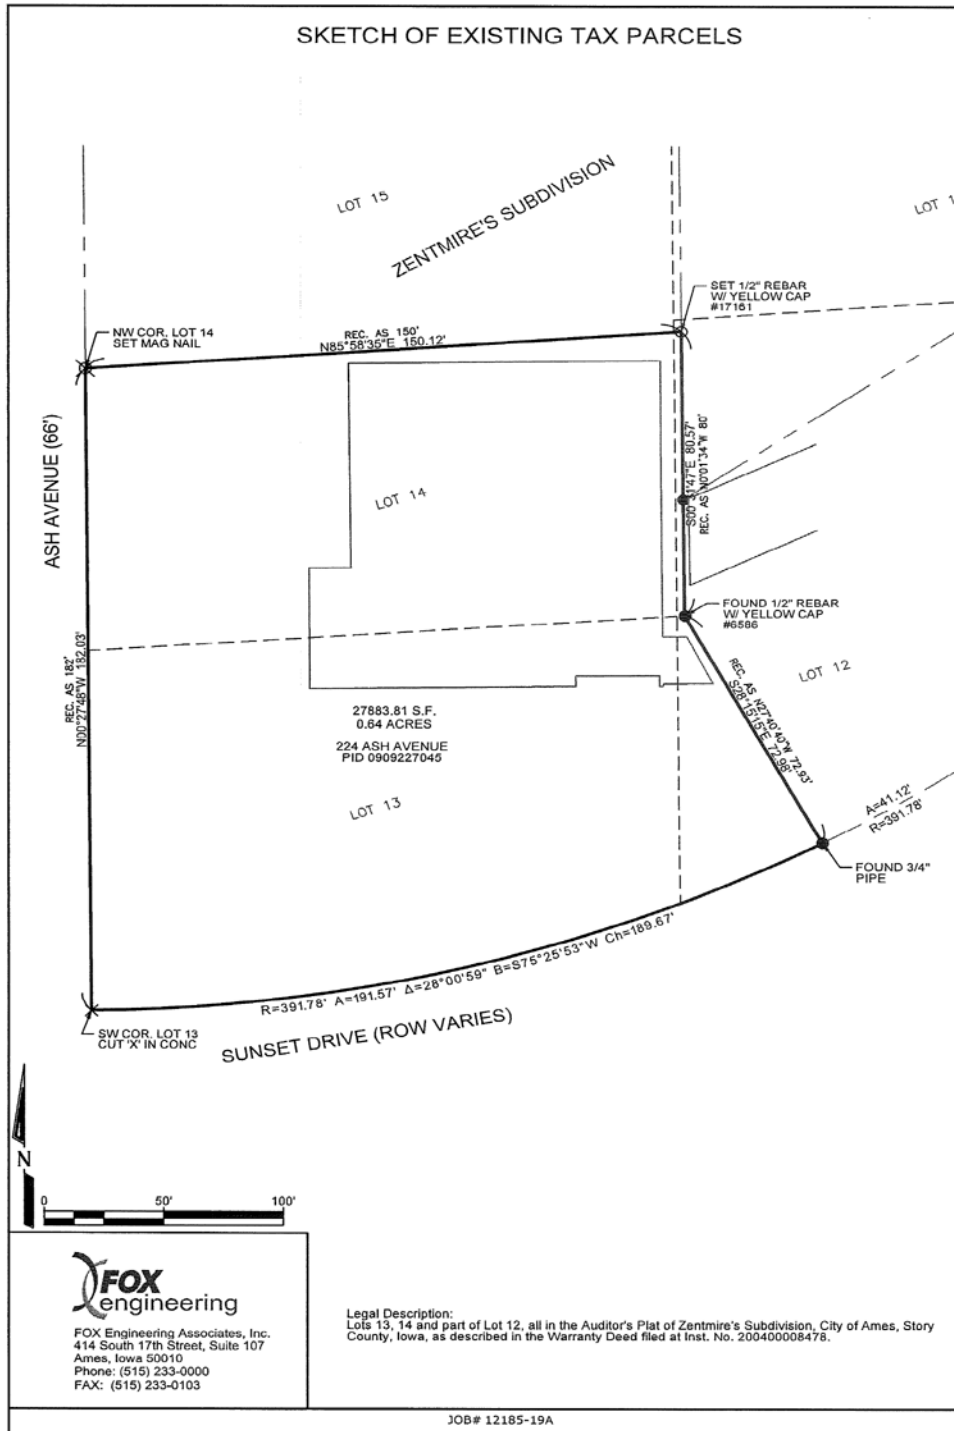 SKETCH OF EXISTING TAX PARCELS
LOT 15
ZENTMIRE'S SUBDIVISION
LOT 1
SET 1/2" REBAR
W/ YELLOW CAP
#17161
NW COR. LOT 14
SET MAG NAIL
REC. AS 150'
N85°58'35"E 150.12'
ASH AVENUE (66')
LOT 14
REC. AS N0°01'34"W 80'
FOUND 1/2" REBAR
W/ YELLOW CAP
#6586
REC. AS 182'
N00°27'48"W 182.03'
LOT 12
REC. AS N27°40'40"W 72.93'
S28°15'15"E 72.98'
27883.81 S.F.
0.64 ACRES
224 ASH AVENUE
PID 0909227045
LOT 13
A=41.12'
R=391.78'
FOUND 3/4"
PIPE
R=391.78' A=191.57' Δ=28°00'59" B=S75°25'53"W Ch=189.67'
SW COR. LOT 13
CUT 'X' IN CONC
SUNSET DRIVE (ROW VARIES)
N
0 50' 100'
FOX
engineering
FOX Engineering Associates, Inc.
414 South 17th Street, Suite 107
Ames, Iowa 50010
Phone: (515) 233-0000
FAX: (515) 233-0103
Legal Description:
Lots 13, 14 and part of Lot 12, all in the Auditor's Plat of Zentmire's Subdivision, City of Ames, Story
County, Iowa, as described in the Warranty Deed filed at Inst. No. 200400008478.
JOB# 12185-19A